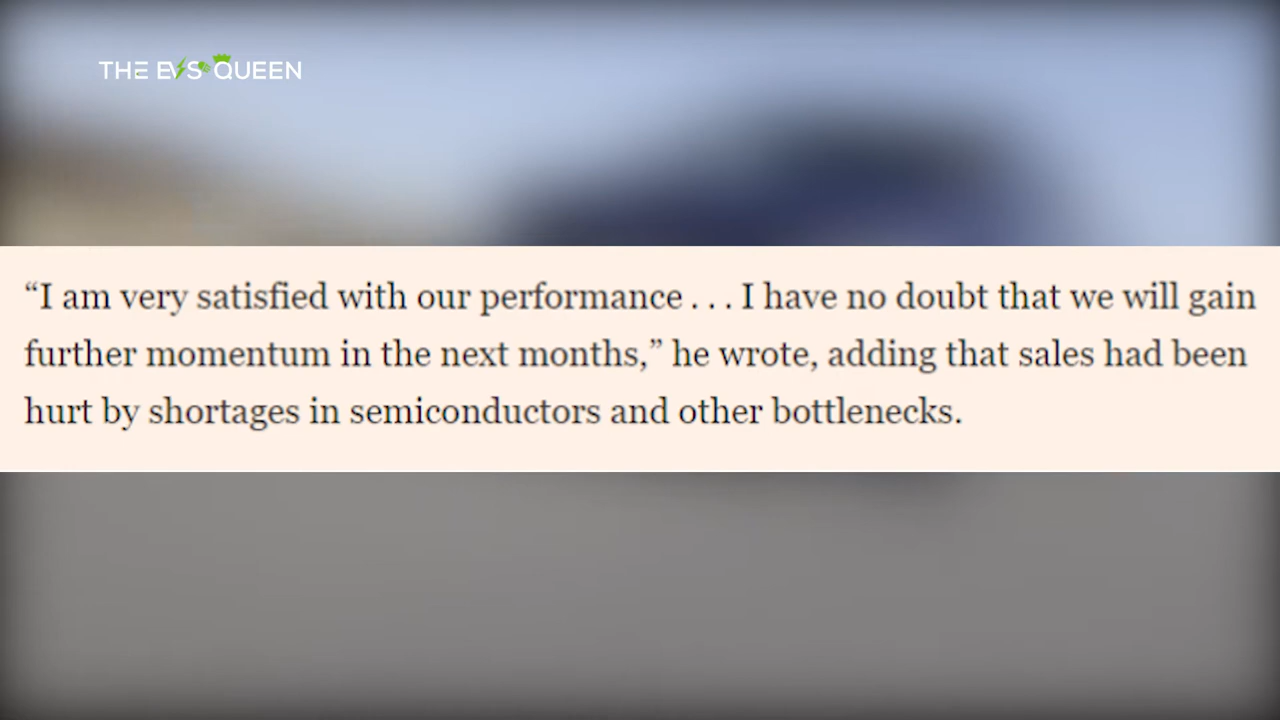 THE EVS QUEEN
“I am very satisfied with our performance . . . I have no doubt that we will gain
further momentum in the next months,” he wrote, adding that sales had been
hurt by shortages in semiconductors and other bottlenecks.